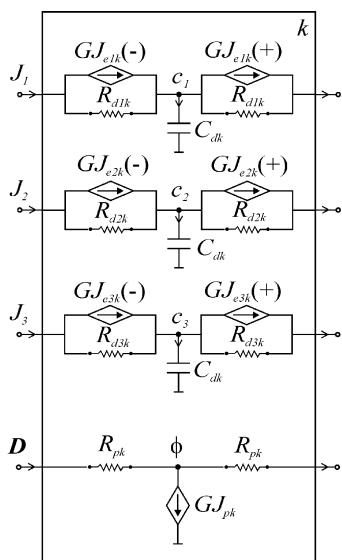 k
GJe1k(-) GJe1k(+)
J1 c1
Rd1k Rd1k
Cdk
GJe2k(-) GJe2k(+)
J2 c2
Rd2k Rd2k
Cdk
GJe3k(-) GJe3k(+)
J3 c3
Rd3k Rd3k
Cdk
D Rpk ϕ Rpk
GJpk